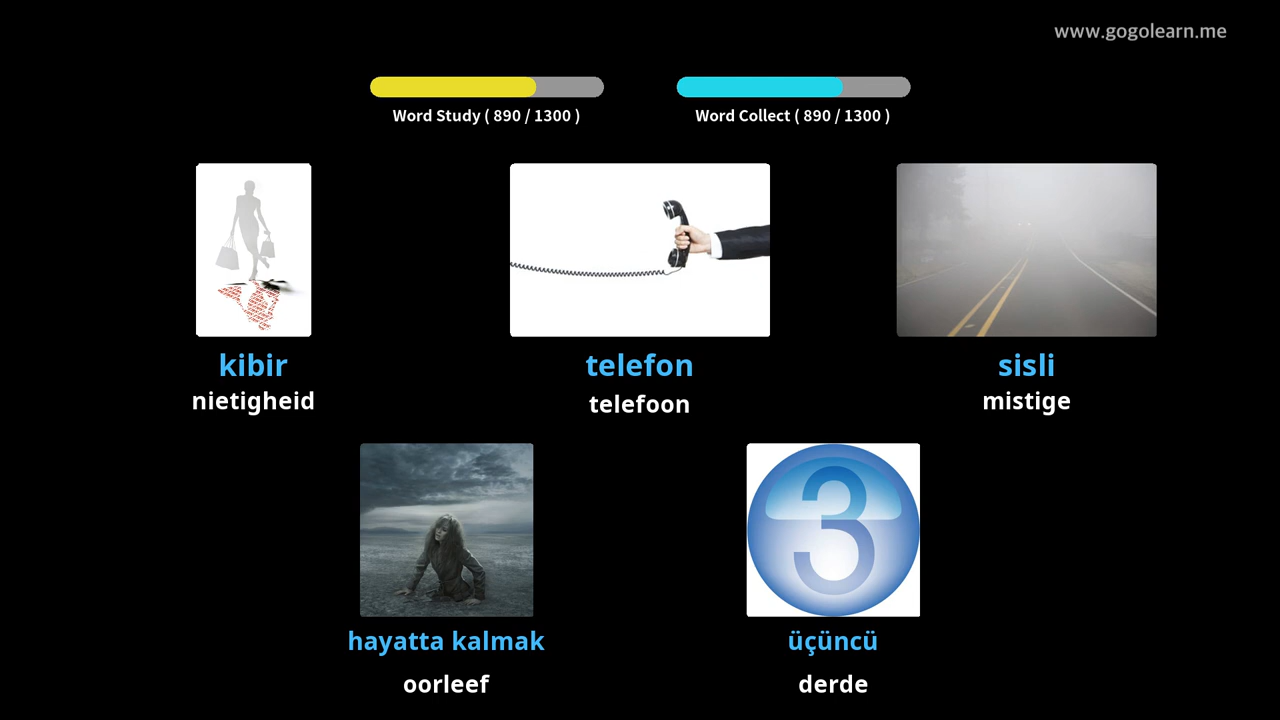 www.gogolearn.me
Word Study ( 890 / 1300 )
Word Collect ( 890 / 1300 )
kibir
nietigheid
telefon
telefoon
sisli
mistige
3
hayatta kalmak
oorleef
üçüncü
derde